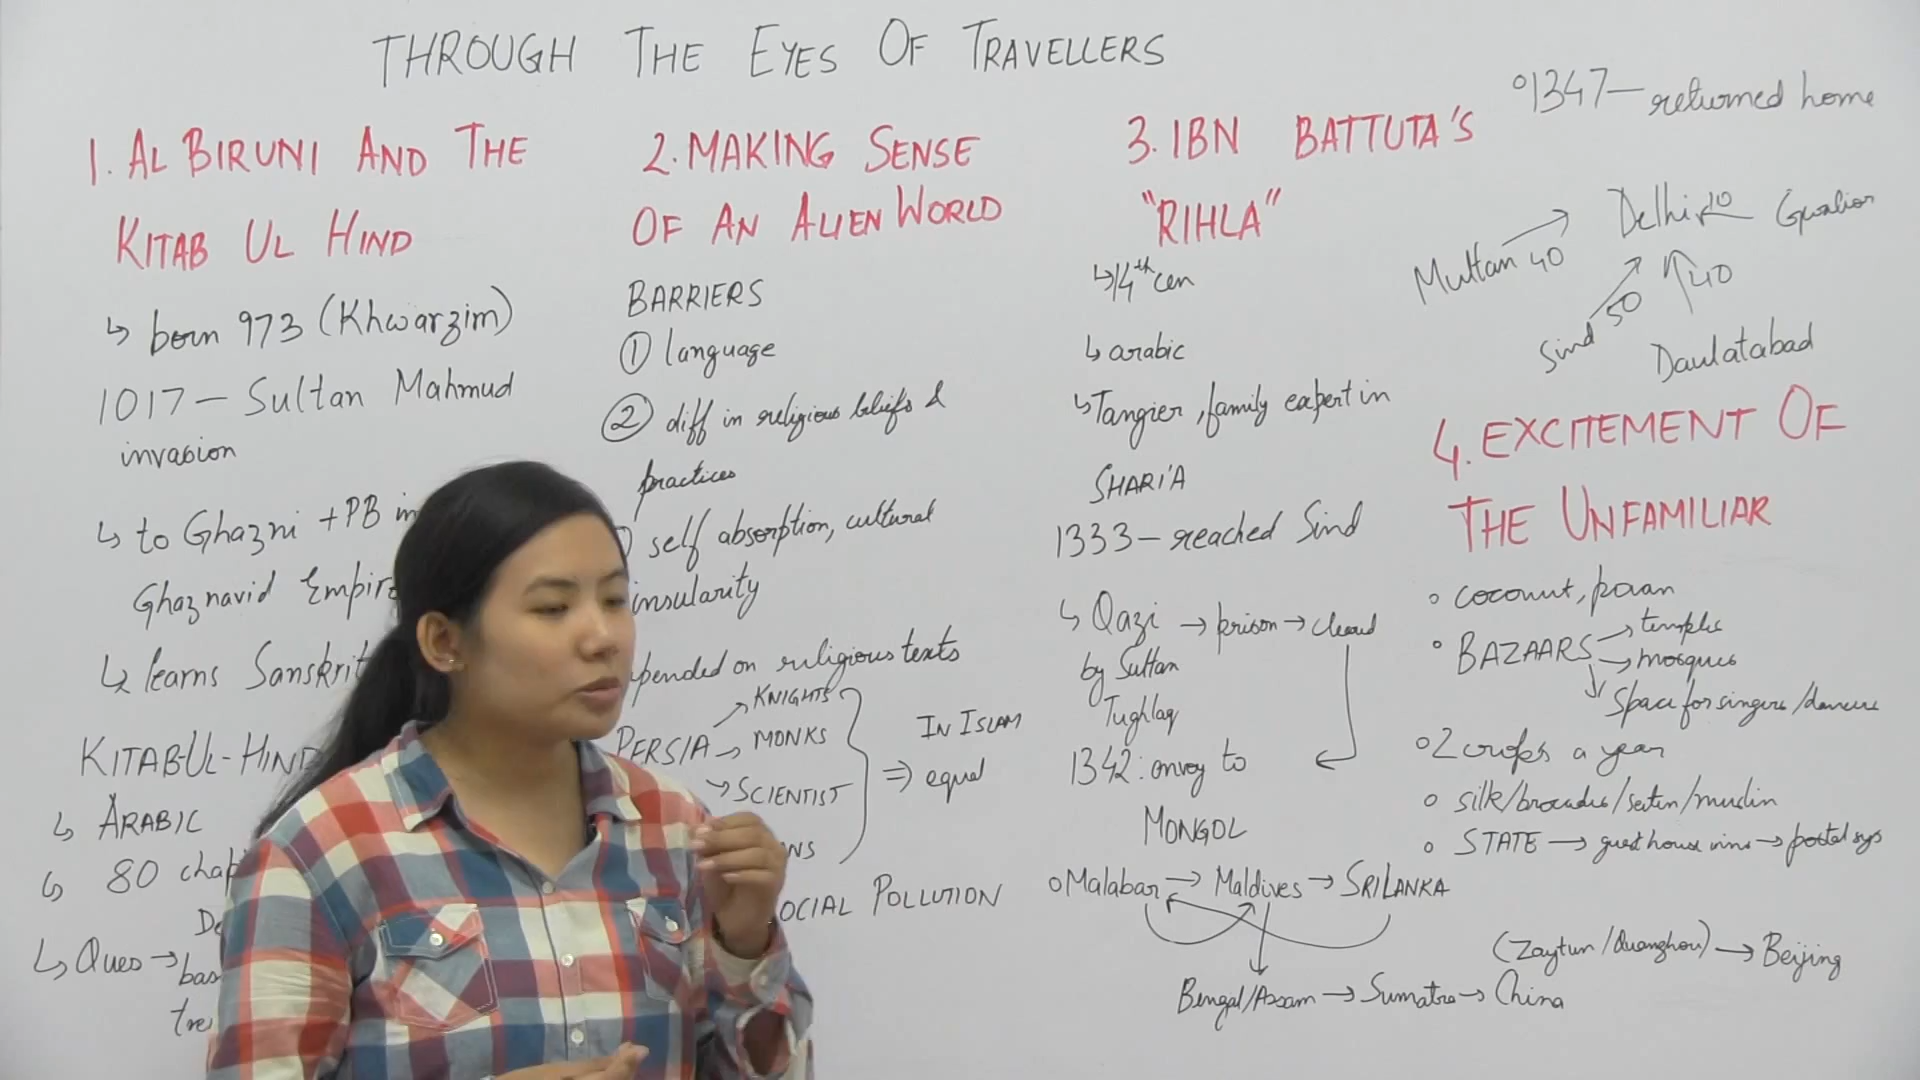 THROUGH THE EYES OF TRAVELLERS
1. AL BIRUNI AND THE
KITAB UL HIND
↳ born 973 (Khwarzim)
1017 – Sultan Mahmud
invasion
↳ to Ghazni + PB in
Ghaznavid Empire
↳ learns Sanskrit
KITAB-UL-HIND
↳ ARABIC
↳ 80 chap
↳ Ques →
2. MAKING SENSE
OF AN ALIEN WORLD
BARRIERS
① language
② diff in religious beliefs &
practices
self absorption, cultural
insularity
pended on religious texts
PERSIA → KNIGHTS
→ MONKS
→ SCIENTIST
NS
IN ISLAM
⇒ equal
OCIAL POLLUTION
3. IBN BATTUTA'S
"RIHLA"
↳ 14th cen
↳ arabic
↳ Tangier, family expert in
SHARI'A
1333 – reached Sind
↳ Qazi → prison → cleared
by Sultan
Tughlaq
1342: envoy to
MONGOL
o Malabar → Maldives → SRI LANKA
Bengal/Assam → Sumatra → China
(Zaytun/Quanzhou) → Beijing
o 1347 – returned home
Multan 40 → Delhi 10 Gwalior
Sind 50
40
Daulatabad
4. EXCITEMENT OF
THE UNFAMILIAR
o coconut, paan
o BAZAARS → temples
→ mosques
→ Space for singers/dancers
o 2 crops a year
o silk/brocades/satin/muslin
o STATE → guest house inns → postal sys